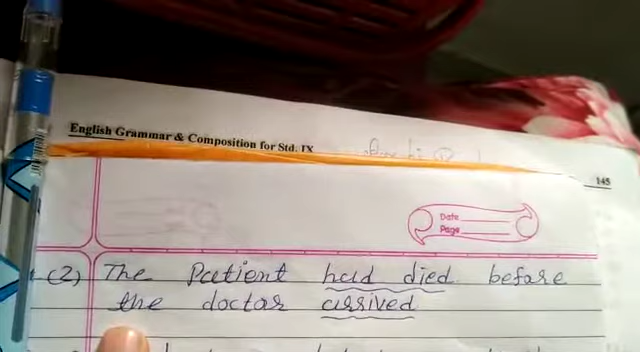 English Grammar & Composition for Std. IX
145
Date
Page
(2) The Patient had died before
the doctor arrived